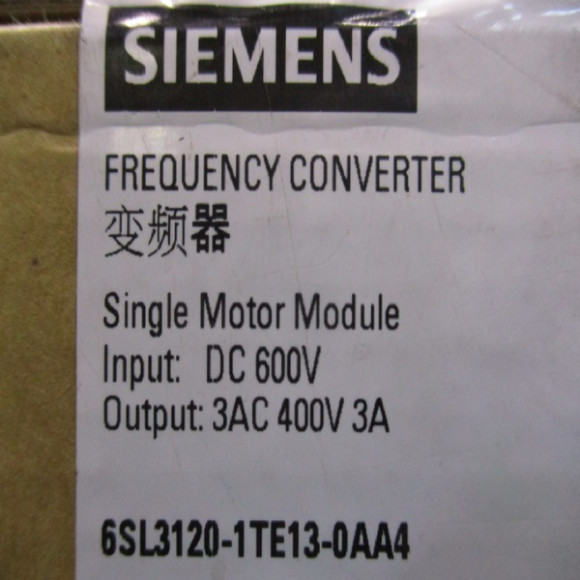 SIEMENS
FREQUENCY CONVERTER
变频器
Single Motor Module
Input: DC 600V
Output: 3AC 400V 3A
6SL3120-1TE13-0AA4